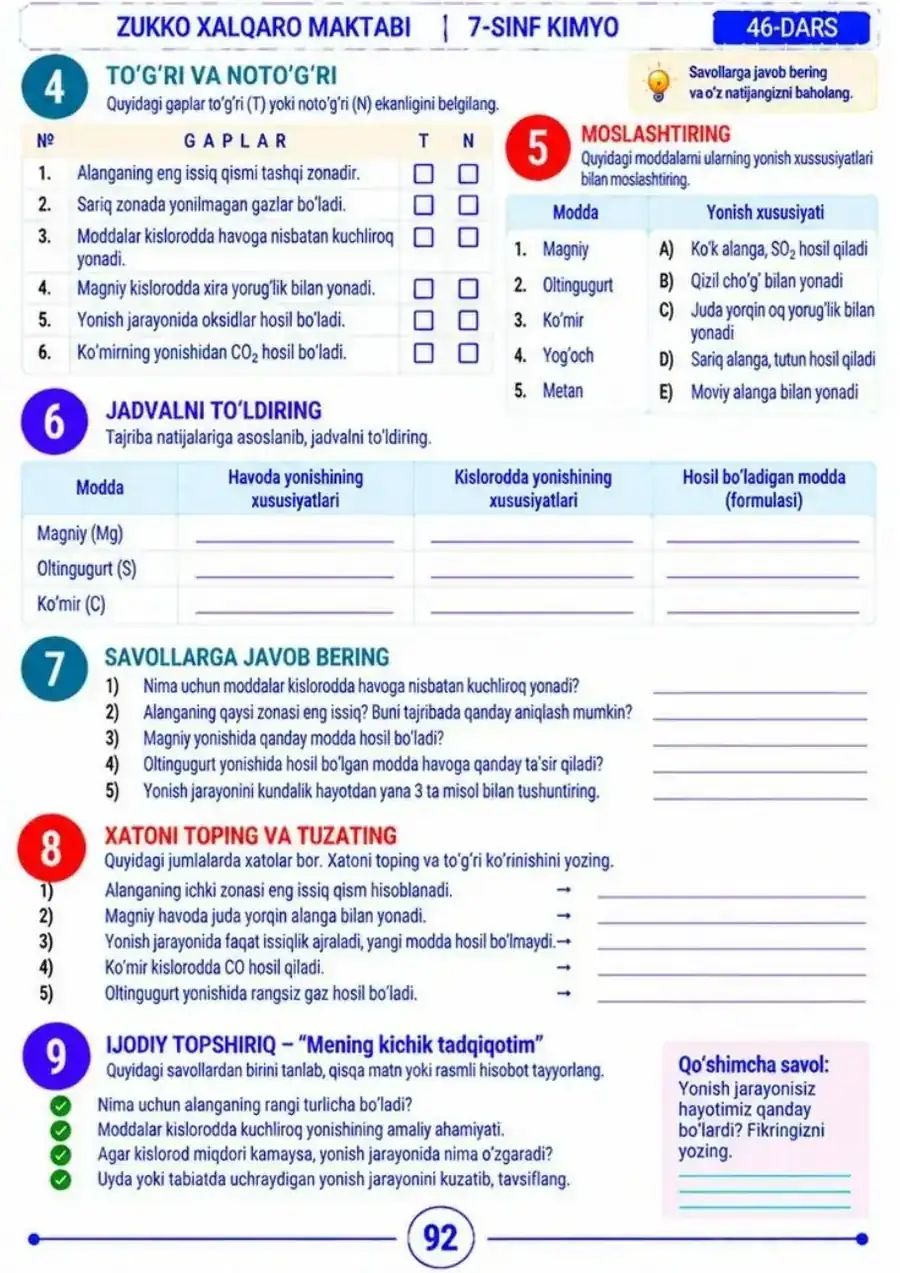 ZUKKO XALQARO MAKTABI | 7-SINF KIMYO
46-DARS
4
TO'G'RI VA NOTO'G'RI
Quyidagi gaplar to'g'ri (T) yoki noto'g'ri (N) ekanligini belgilang.
Savollarga javob bering
va o'z natijangizni baholang.
№ GAPLAR T N
1. Alanganing eng issiq qismi tashqi zonadir.
2. Sariq zonada yonilmagan gazlar bo'ladi.
3. Moddalar kislorodda havoga nisbatan kuchliroq
yonadi.
4. Magniy kislorodda xira yorug'lik bilan yonadi.
5. Yonish jarayonida oksidlar hosil bo'ladi.
6. Ko'mirning yonishidan CO₂ hosil bo'ladi.
5
MOSLASHTIRING
Quyidagi moddalarni ularning yonish xussusiyatlari
bilan moslashtiring.
Modda Yonish xususiyati
1. Magniy A) Ko'k alanga, SO₂ hosil qiladi
2. Oltingugurt B) Qizil cho'g' bilan yonadi
3. Ko'mir C) Juda yorqin oq yorug'lik bilan
yonadi
4. Yog'och D) Sariq alanga, tutun hosil qiladi
5. Metan E) Moviy alanga bilan yonadi
6
JADVALNI TO'LDIRING
Tajriba natijalariga asoslanib, jadvalni to'ldiring.
Modda Havoda yonishining Kislorodda yonishining Hosil bo'ladigan modda
xususiyatlari xususiyatlari (formulasi)
Magniy (Mg)
Oltingugurt (S)
Ko'mir (C)
7
SAVOLLARGA JAVOB BERING
1) Nima uchun moddalar kislorodda havoga nisbatan kuchliroq yonadi?
2) Alanganing qaysi zonasi eng issiq? Buni tajribada qanday aniqlash mumkin?
3) Magniy yonishida qanday modda hosil bo'ladi?
4) Oltingugurt yonishida hosil bo'lgan modda havoga qanday ta'sir qiladi?
5) Yonish jarayonini kundalik hayotdan yana 3 ta misol bilan tushuntiring.
8
XATONI TOPING VA TUZATING
Quyidagi jumlalarda xatolar bor. Xatoni toping va to'g'ri ko'rinishini yozing.
1) Alanganing ichki zonasi eng issiq qism hisoblanadi. →
2) Magniy havoda juda yorqin alanga bilan yonadi. →
3) Yonish jarayonida faqat issiqlik ajraladi, yangi modda hosil bo'lmaydi. →
4) Ko'mir kislorodda CO hosil qiladi. →
5) Oltingugurt yonishida rangsiz gaz hosil bo'ladi. →
9
IJODIY TOPSHIRIQ – "Mening kichik tadqiqotim"
Quyidagi savollardan birini tanlab, qisqa matn yoki rasmli hisobot tayyorlang.
Nima uchun alanganing rangi turlicha bo'ladi?
Moddalar kislorodda kuchliroq yonishining amaliy ahamiyati.
Agar kislorod miqdori kamaysa, yonish jarayonida nima o'zgaradi?
Uyda yoki tabiatda uchraydigan yonish jarayonini kuzatib, tavsiflang.
Qo'shimcha savol:
Yonish jarayonisiz
hayotimiz qanday
bo'lardi? Fikringizni
yozing.
92